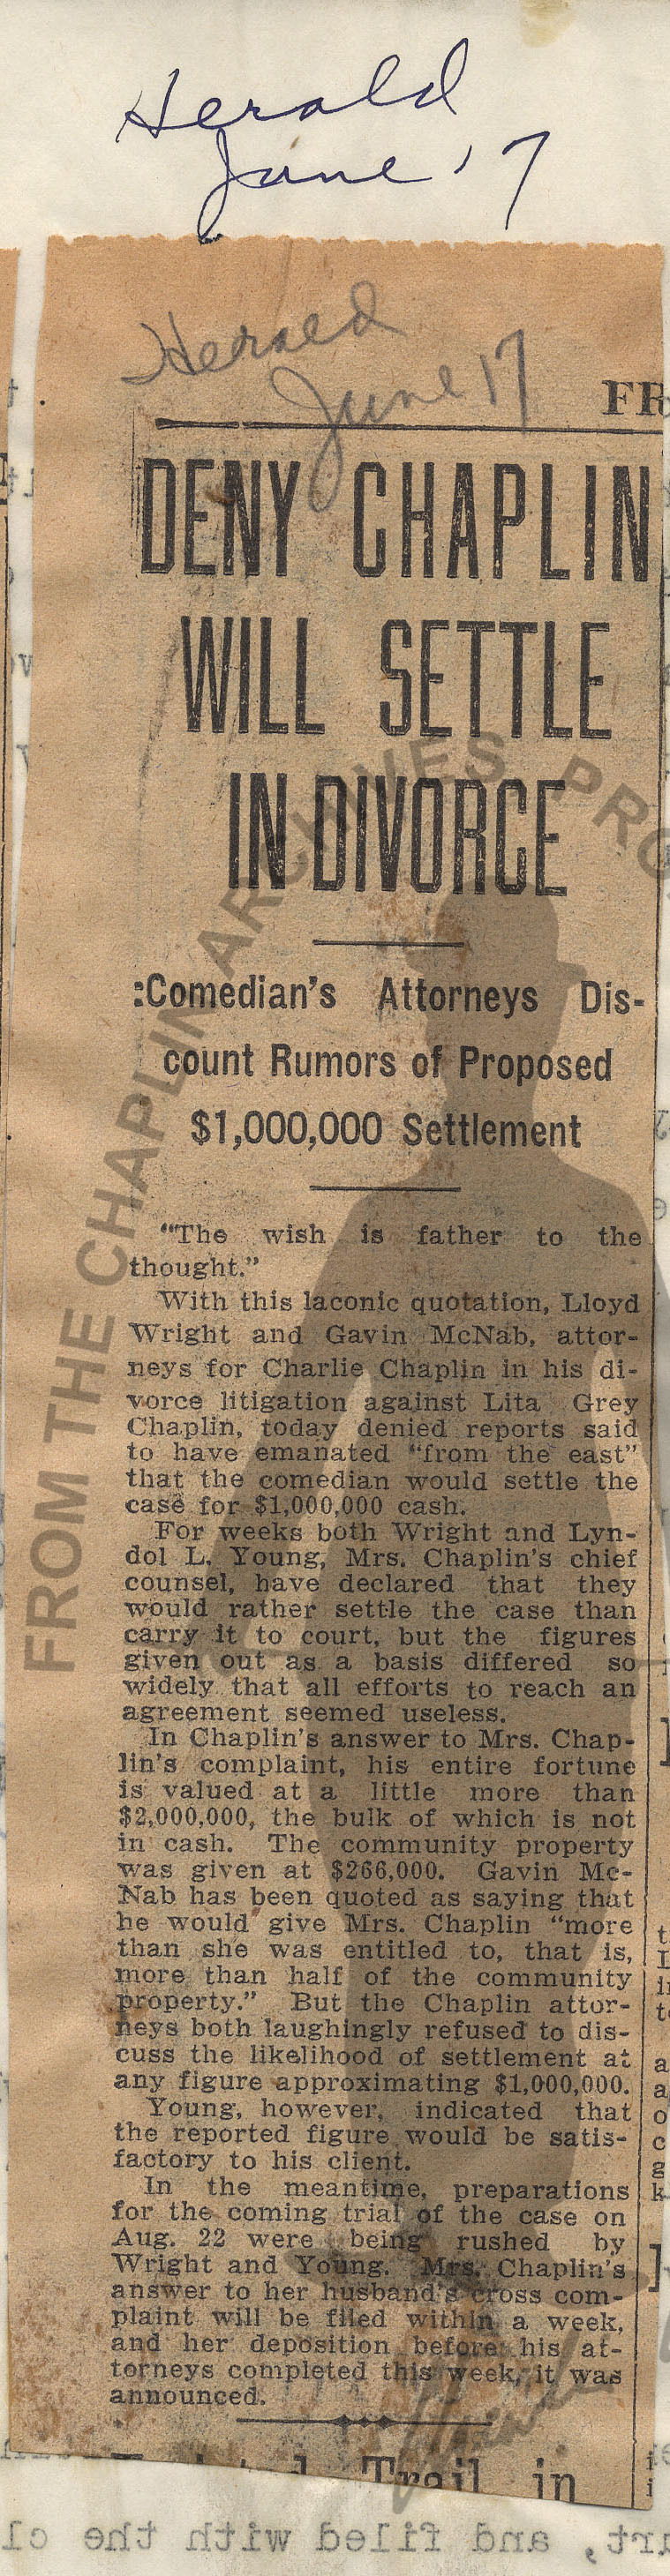 Herald
June 17
Herald
June 17
FR
DENY CHAPLIN
WILL SETTLE
IN DIVORCE
:Comedian's Attorneys Dis-
count Rumors of Proposed
$1,000,000 Settlement
"The wish is father to the
thought."
With this laconic quotation, Lloyd
Wright and Gavin McNab, attor-
neys for Charlie Chaplin in his di-
vorce litigation against Lita Grey
Chaplin, today denied reports said
to have emanated "from the east"
that the comedian would settle the
case for $1,000,000 cash.
For weeks both Wright and Lyn-
dol L. Young, Mrs. Chaplin's chief
counsel, have declared that they
would rather settle the case than
carry it to court, but the figures
given out as a basis differed so
widely that all efforts to reach an
agreement seemed useless.
In Chaplin's answer to Mrs. Chap-
lin's complaint, his entire fortune
is valued at a little more than
$2,000,000, the bulk of which is not
in cash. The community property
was given at $266,000. Gavin Mc-
Nab has been quoted as saying that
he would give Mrs. Chaplin "more
than she was entitled to, that is,
more than half of the community
property." But the Chaplin attor-
neys both laughingly refused to dis-
cuss the likelihood of settlement at
any figure approximating $1,000,000.
Young, however, indicated that
the reported figure would be satis-
factory to his client.
In the meantime, preparations
for the coming trial of the case on
Aug. 22 were being rushed by
Wright and Young. Mrs. Chaplin's
answer to her husband's cross com-
plaint will be filed within a week,
and her deposition before his at-
torneys completed this week, it was
announced.
Trail in
and filed with the cl
FROM THE CHAPLIN ARCHIVES PRO